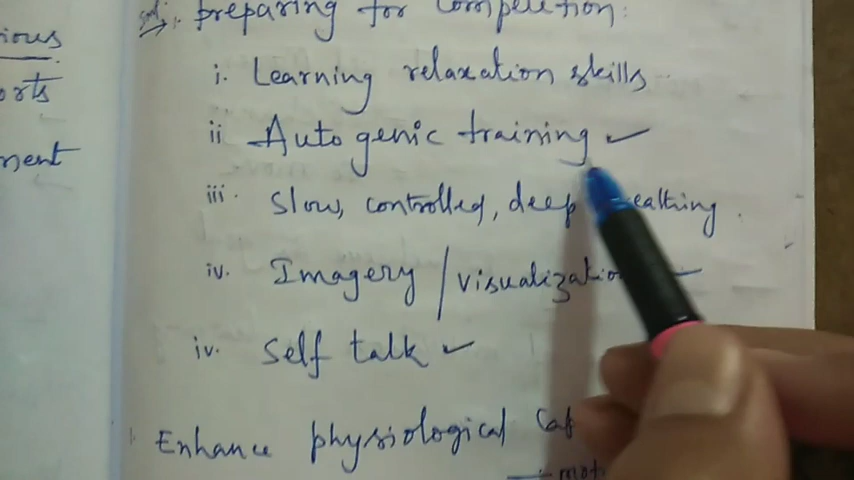 ious
orts
nent
preparing for competition:
i. Learning relaxation skills
ii Autogenic training
iii. Slow, controlled, deep
iv. Imagery / visualization
iv. Self talk
Enhance physiological